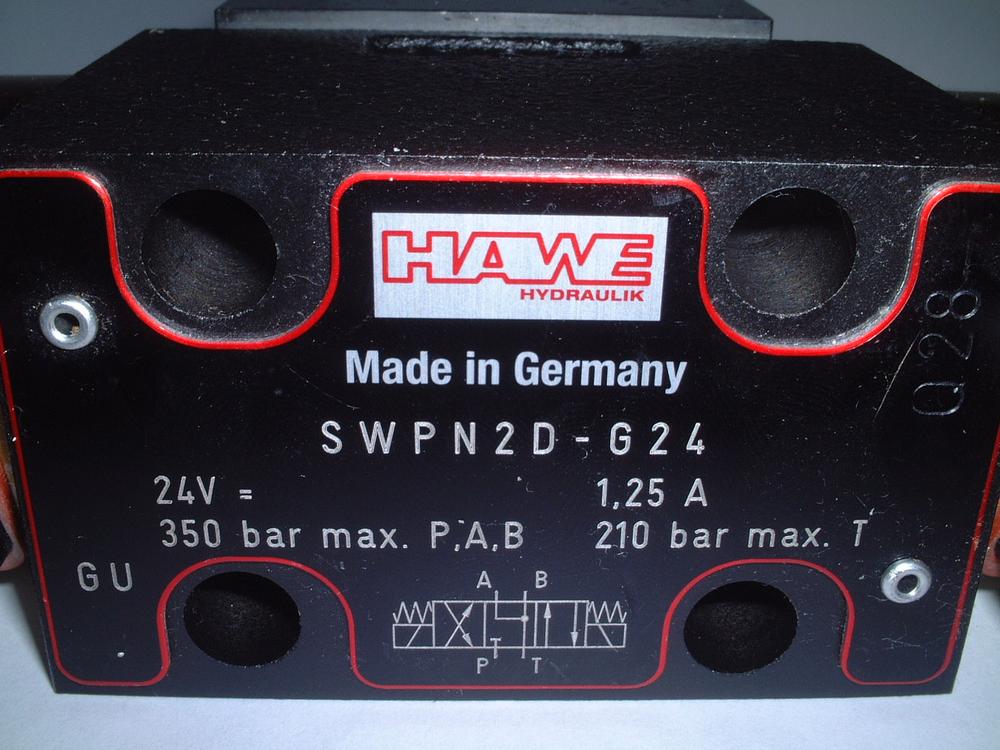 HAWE
HYDRAULIK
Made in Germany
SWPN2D-G24
24V = 1,25 A
350 bar max. P,A,B 210 bar max. T
GU
A B
P T
Q28